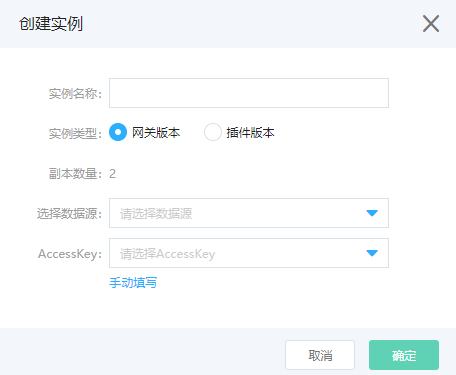 创建实例
实例名称:
实例类型: 网关版本 插件版本
副本数量: 2
选择数据源: 请选择数据源
AccessKey: 请选择AccessKey
手动填写
取消 确定